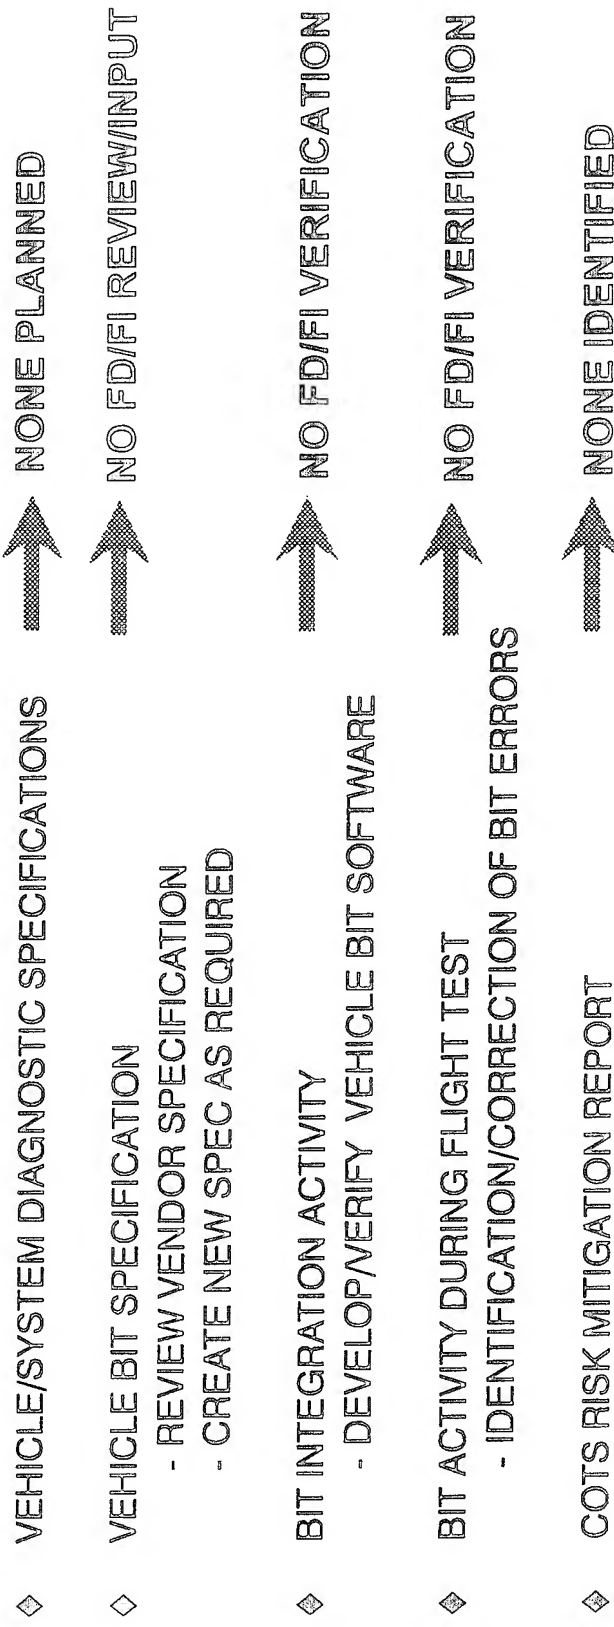 VEHICLE/SYSTEM DIAGNOSTIC SPECIFICATIONS NONE PLANNED
VEHICLE BIT SPECIFICATION NO FD/FI REVIEW/INPUT
- REVIEW VENDOR SPECIFICATION
- CREATE NEW SPEC AS REQUIRED
BIT INTEGRATION ACTIVITY NO FD/FI VERIFICATION
- DEVELOP/VERIFY VEHICLE BIT SOFTWARE
BIT ACTIVITY DURING FLIGHT TEST NO FD/FI VERIFICATION
- IDENTIFICATION/CORRECTION OF BIT ERRORS
COTS RISK MITIGATION REPORT NONE IDENTIFIED